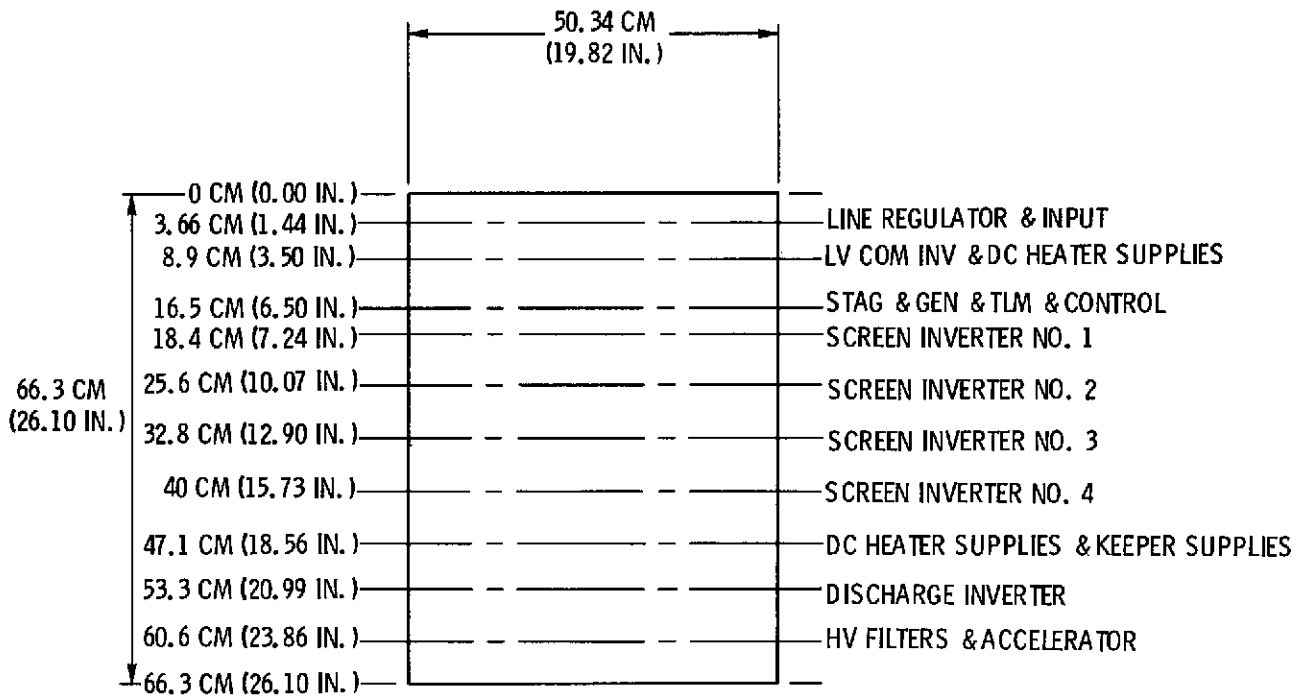 50.34 CM
(19.82 IN.)
0 CM (0.00 IN.)
3.66 CM (1.44 IN.)
LINE REGULATOR & INPUT
8.9 CM (3.50 IN.)
LV COM INV & DC HEATER SUPPLIES
16.5 CM (6.50 IN.)
STAG & GEN & TLM & CONTROL
18.4 CM (7.24 IN.)
SCREEN INVERTER NO. 1
66.3 CM
(26.10 IN.)
25.6 CM (10.07 IN.)
SCREEN INVERTER NO. 2
32.8 CM (12.90 IN.)
SCREEN INVERTER NO. 3
40 CM (15.73 IN.)
SCREEN INVERTER NO. 4
47.1 CM (18.56 IN.)
DC HEATER SUPPLIES & KEEPER SUPPLIES
53.3 CM (20.99 IN.)
DISCHARGE INVERTER
60.6 CM (23.86 IN.)
HV FILTERS & ACCELERATOR
66.3 CM (26.10 IN.)